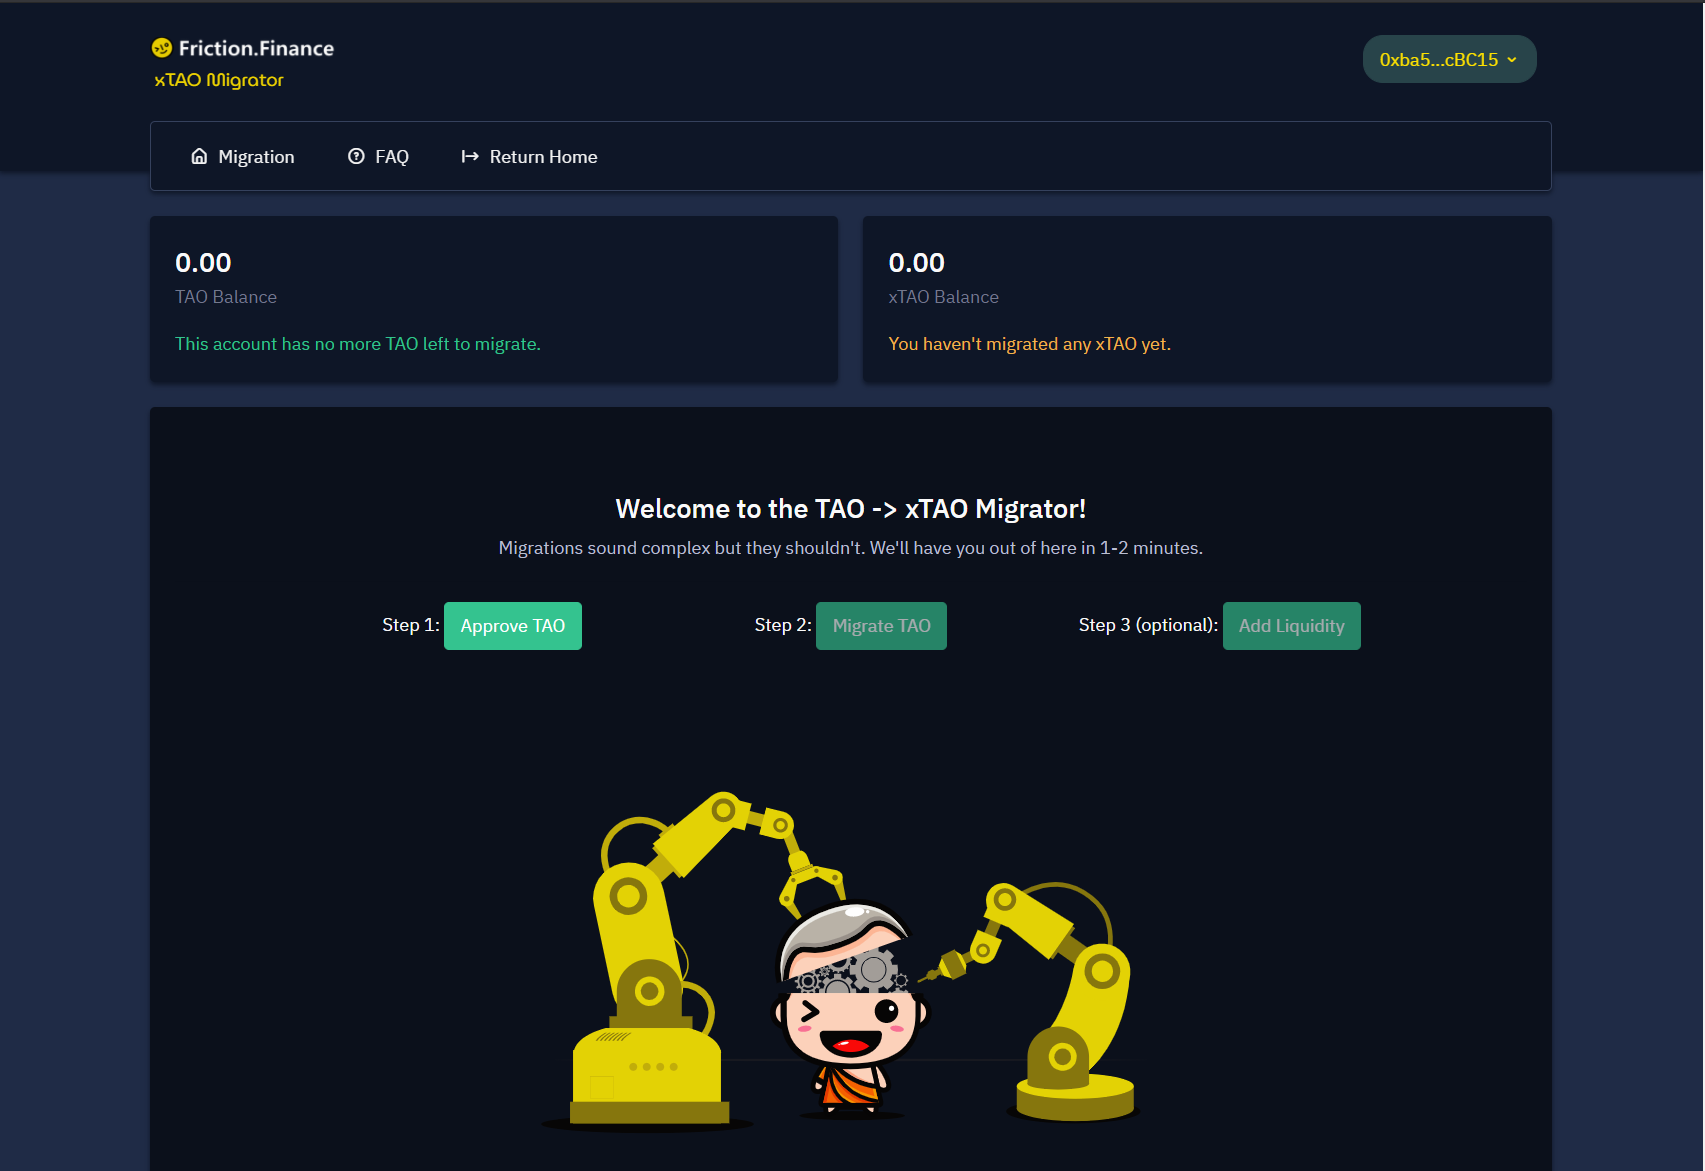 Friction.Finance
xTAO Migrator
0xba5...cBC15
Migration
FAQ
Return Home
0.00
TAO Balance
This account has no more TAO left to migrate.
0.00
xTAO Balance
You haven't migrated any xTAO yet.
Welcome to the TAO -> xTAO Migrator!
Migrations sound complex but they shouldn't. We'll have you out of here in 1-2 minutes.
Step 1: Approve TAO
Step 2: Migrate TAO
Step 3 (optional): Add Liquidity